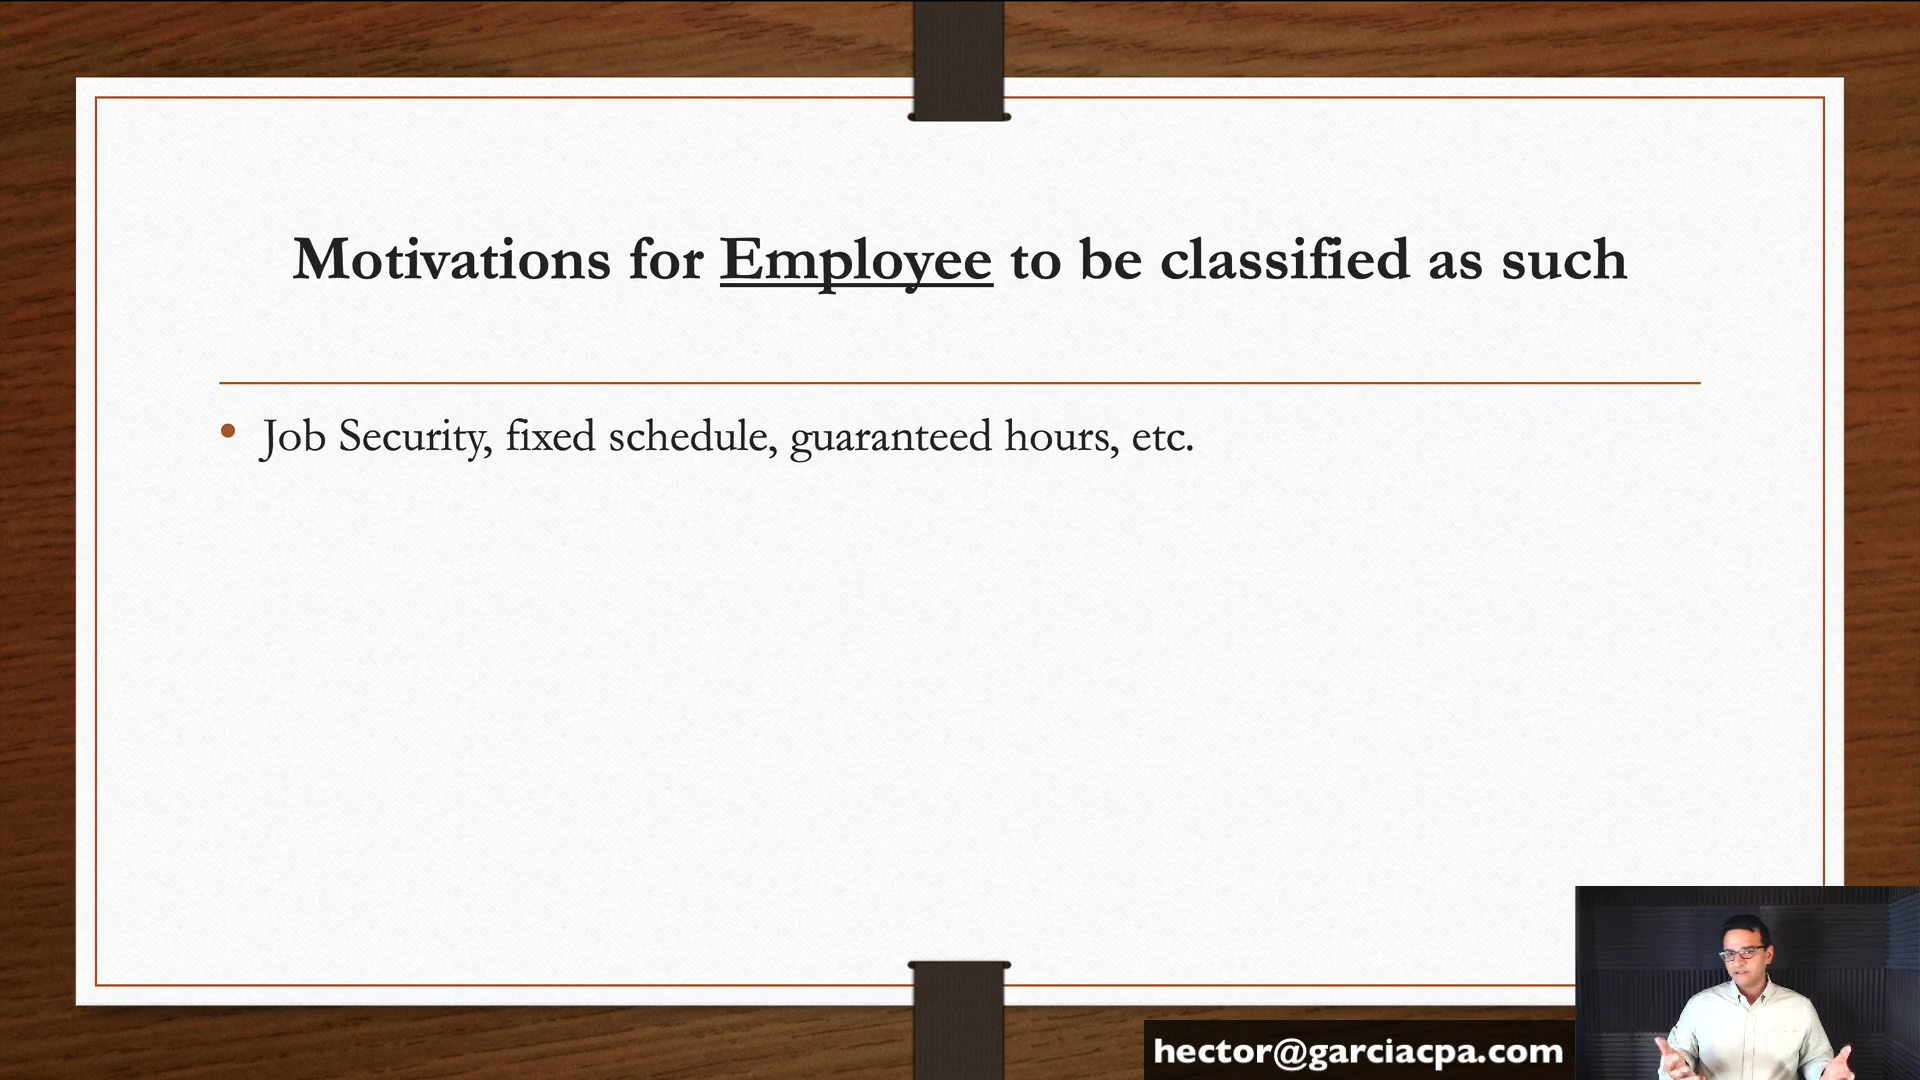 Motivations for Employee to be classified as such
• Job Security, fixed schedule, guaranteed hours, etc.
hector@garciacpa.com